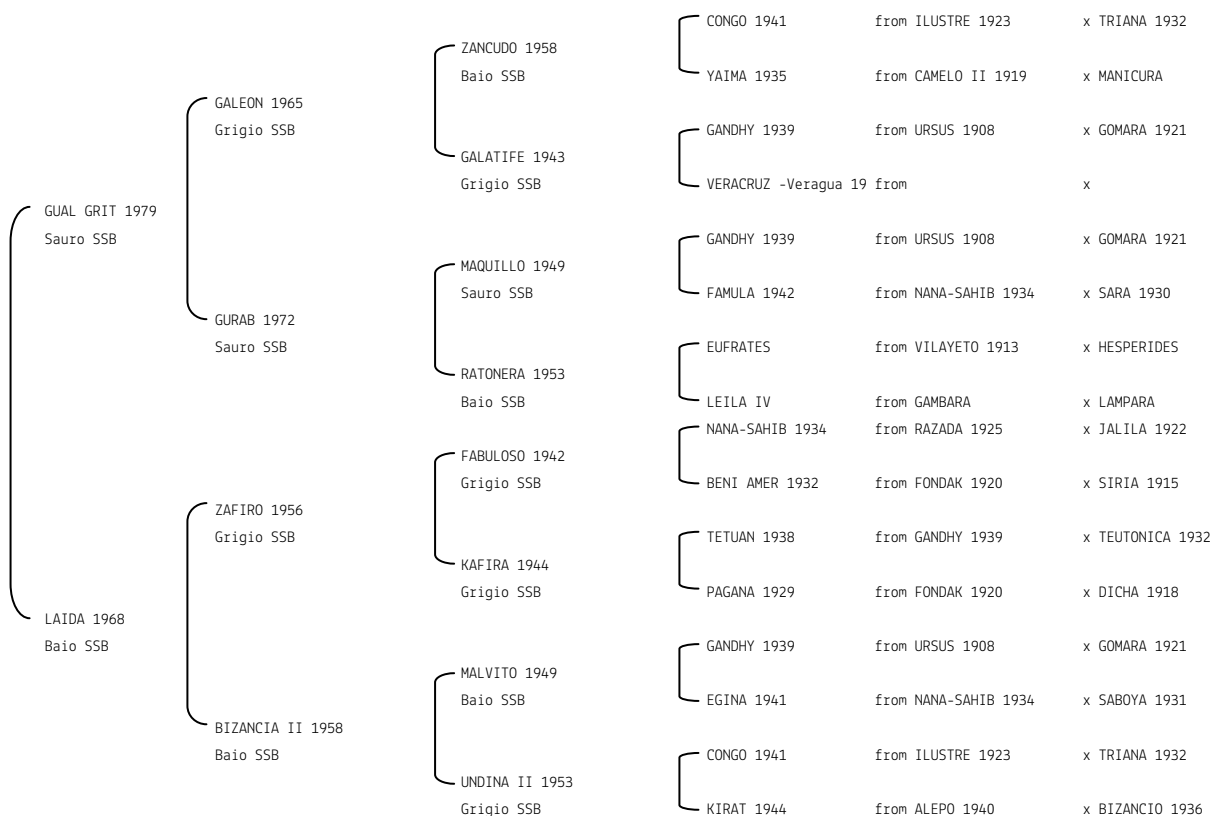 CONGO 1941 from ILUSTRE 1923 x TRIANA 1932
ZANCUDO 1958
Baio SSB YAIMA 1935 from CAMELO II 1919 x MANICURA
GALEON 1965
Grigio SSB GANDHY 1939 from URSUS 1908 x GOMARA 1921
GALATIFE 1943
Grigio SSB VERACRUZ -Veragua 19 from x
GUAL GRIT 1979
Sauro SSB GANDHY 1939 from URSUS 1908 x GOMARA 1921
MAQUILLO 1949
Sauro SSB FAMULA 1942 from NANA-SAHIB 1934 x SARA 1930
GURAB 1972
Sauro SSB EUFRATES from VILAYETO 1913 x HESPERIDES
RATONERA 1953
Baio SSB LEILA IV from GAMBARA x LAMPARA
NANA-SAHIB 1934 from RAZADA 1925 x JALILA 1922
FABULOSO 1942
Grigio SSB BENI AMER 1932 from FONDAK 1920 x SIRIA 1915
ZAFIRO 1956
Grigio SSB TETUAN 1938 from GANDHY 1939 x TEUTONICA 1932
KAFIRA 1944
Grigio SSB PAGANA 1929 from FONDAK 1920 x DICHA 1918
LAIDA 1968
Baio SSB GANDHY 1939 from URSUS 1908 x GOMARA 1921
MALVITO 1949
Baio SSB EGINA 1941 from NANA-SAHIB 1934 x SABOYA 1931
BIZANCIA II 1958
Baio SSB CONGO 1941 from ILUSTRE 1923 x TRIANA 1932
UNDINA II 1953
Grigio SSB KIRAT 1944 from ALEPO 1940 x BIZANCIO 1936